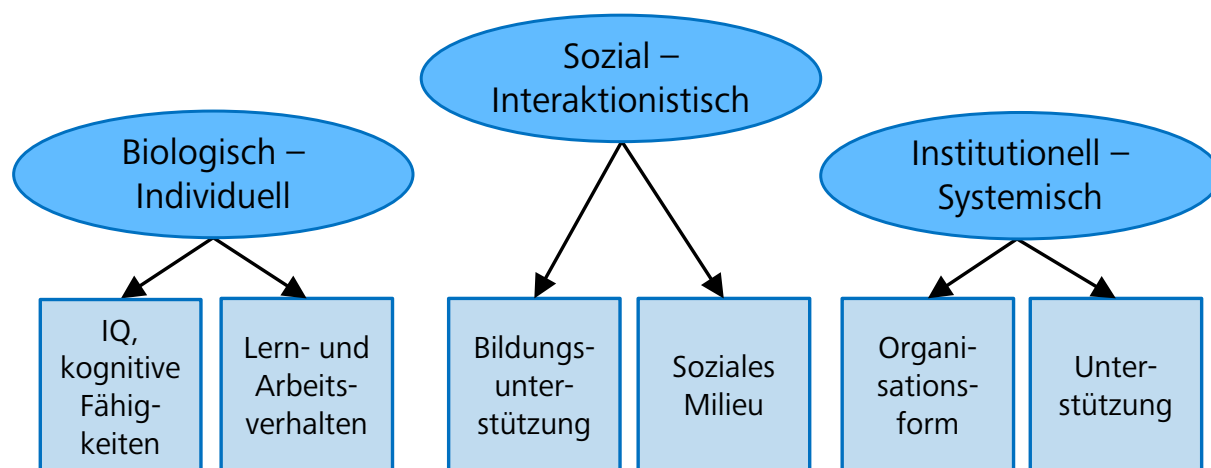 Sozial –
Interaktionistisch
Biologisch –
Individuell
Institutionell –
Systemisch
IQ,
kognitive
Fähig-
keiten
Lern- und
Arbeits-
verhalten
Bildungs-
unter-
stützung
Soziales
Milieu
Organi-
sations-
form
Unter-
stützung